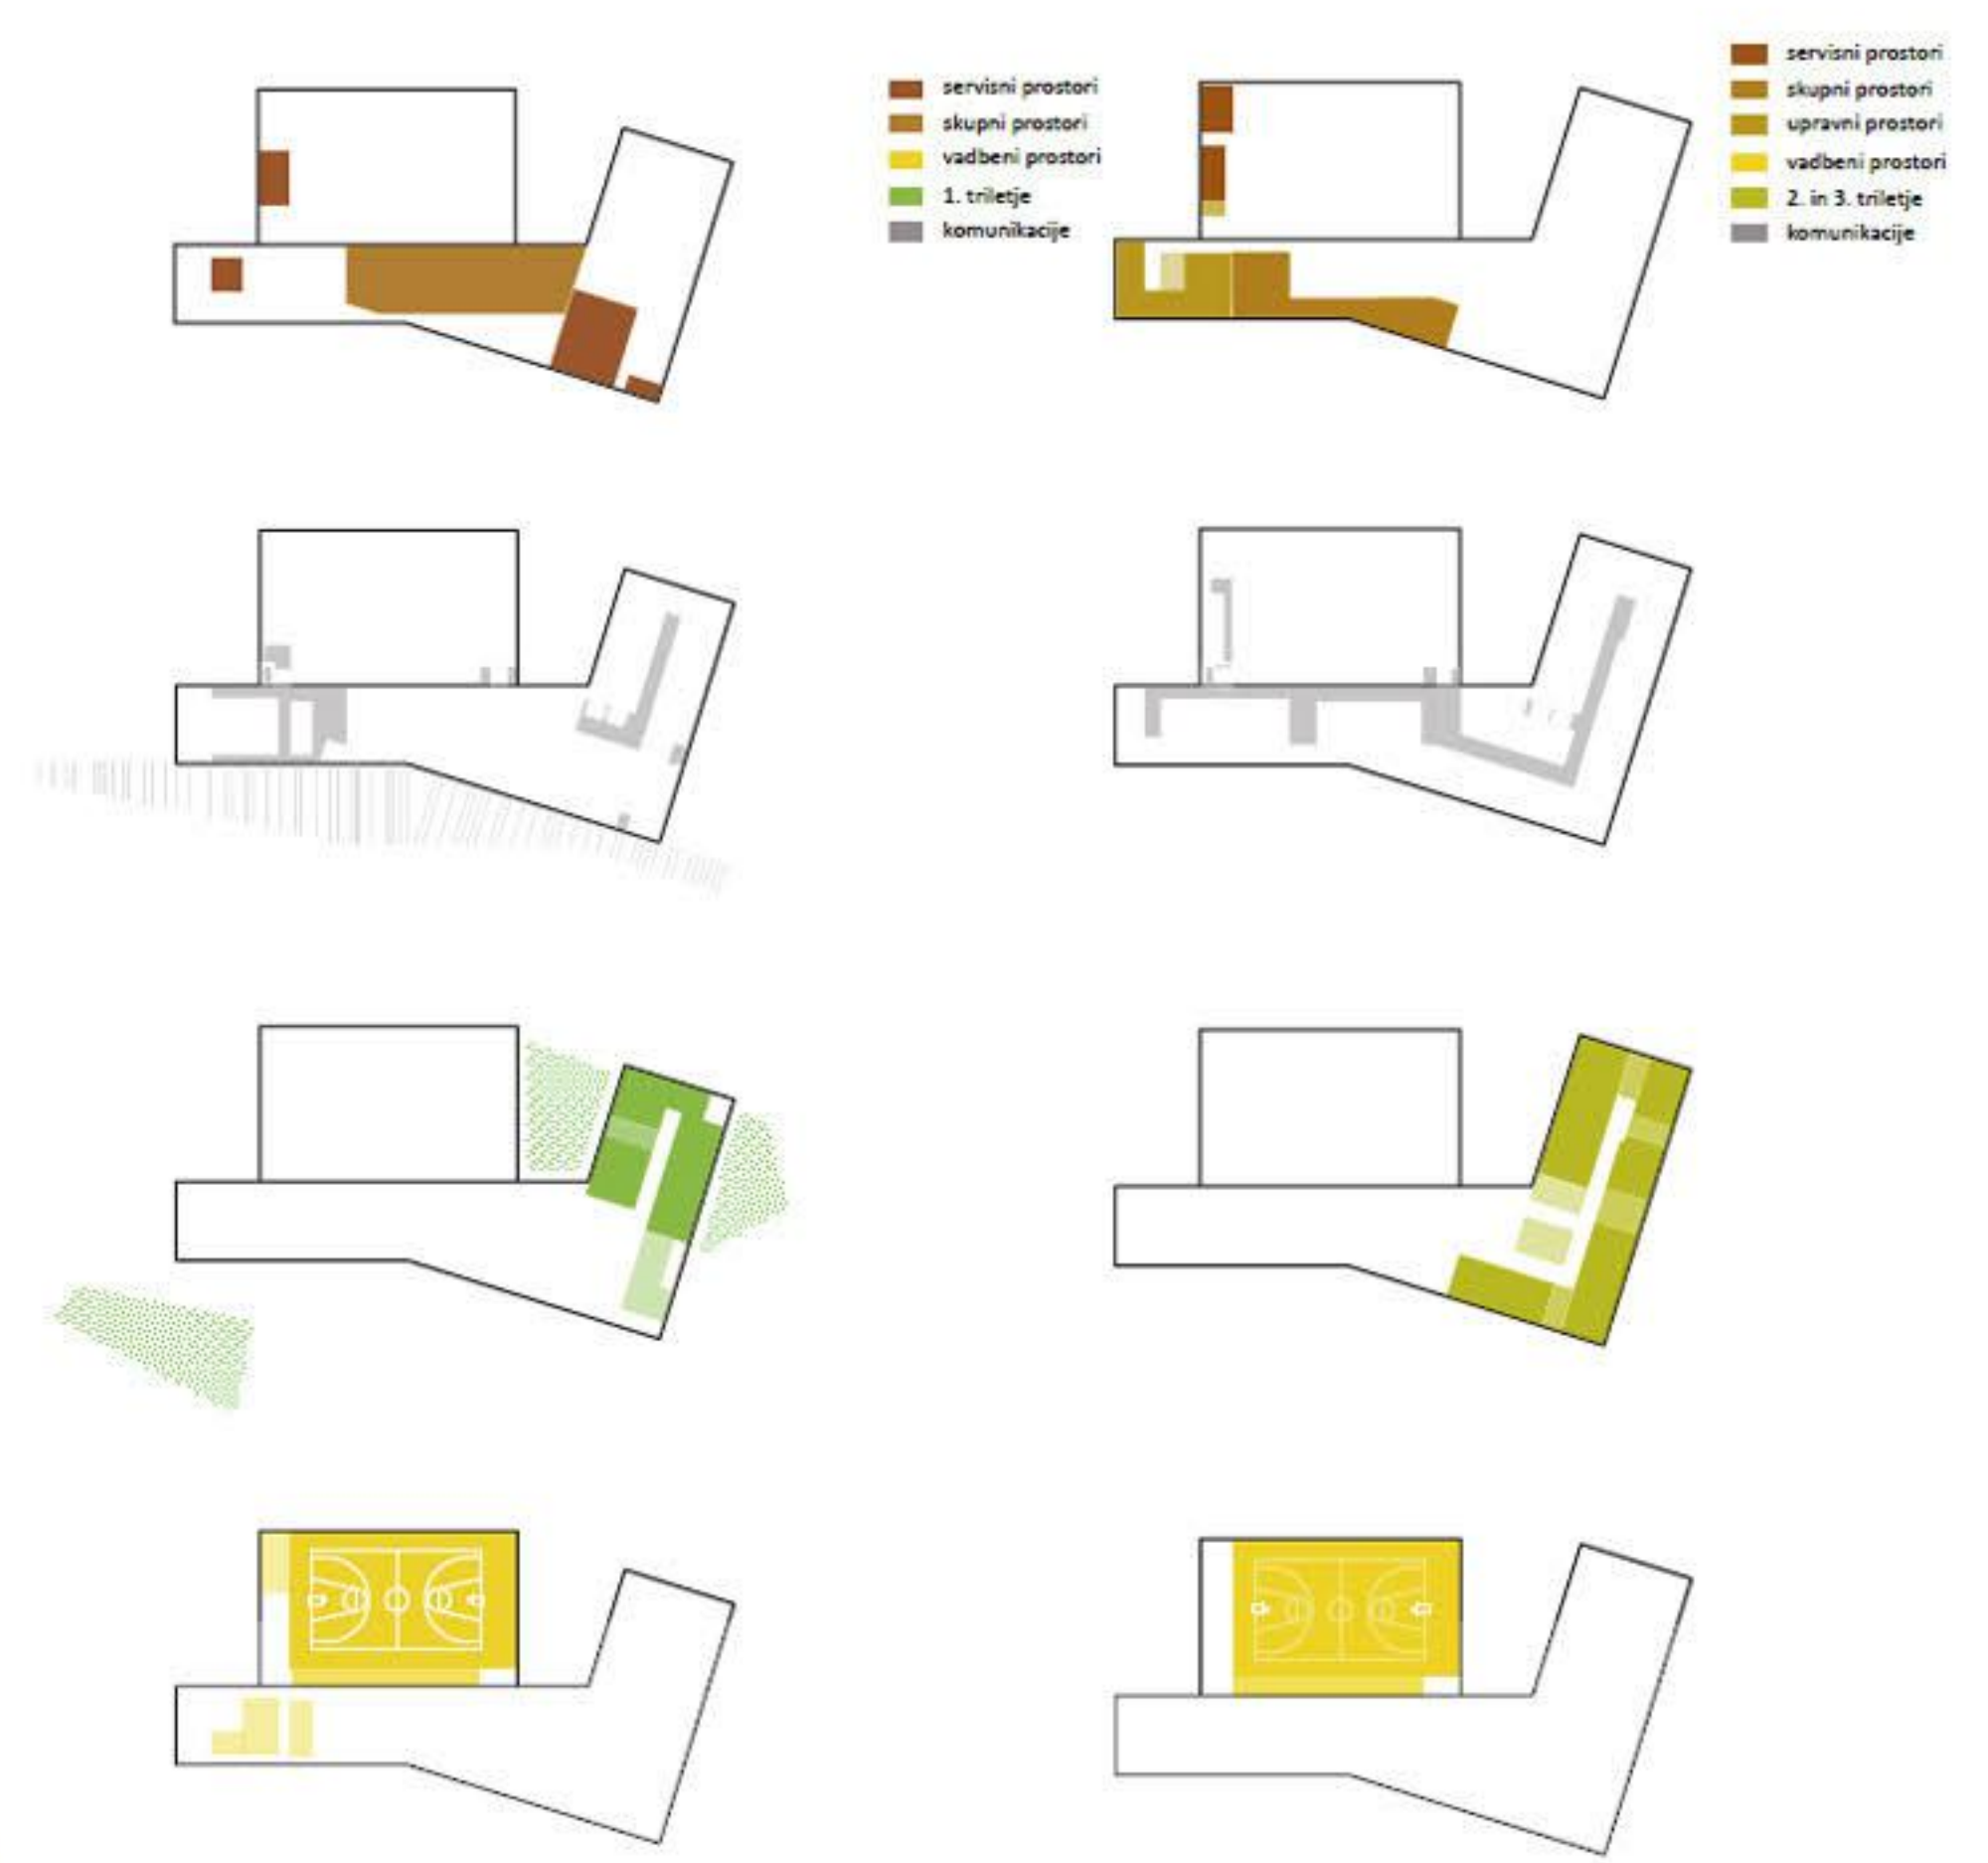 servisni prostori
skupni prostori
vadbeni prostori
1. triletje
komunikacije
servisni prostori
skupni prostori
upravni prostori
vadbeni prostori
2. in 3. triletje
komunikacije